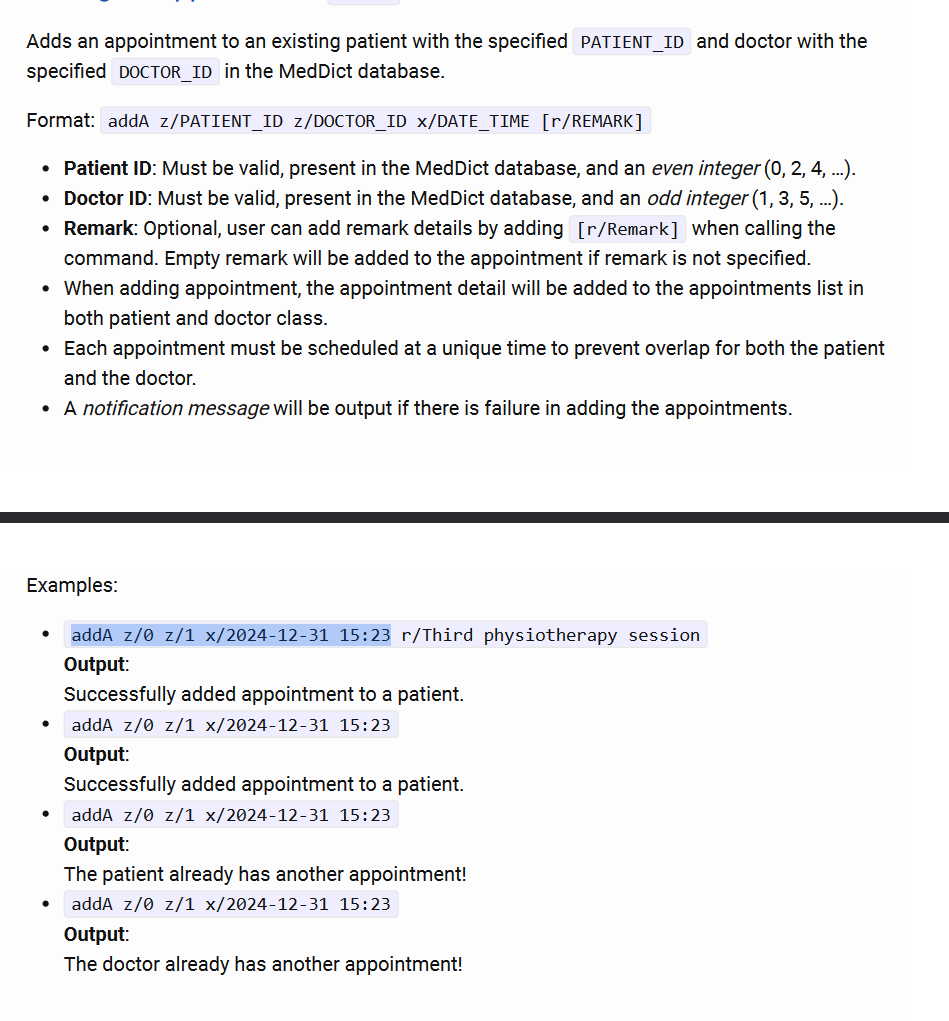 Adds an appointment to an existing patient with the specified PATIENT_ID and doctor with the
specified DOCTOR_ID in the MedDict database.
Format: addA z/PATIENT_ID z/DOCTOR_ID x/DATE_TIME [r/REMARK]
• Patient ID: Must be valid, present in the MedDict database, and an even integer (0, 2, 4, …).
• Doctor ID: Must be valid, present in the MedDict database, and an odd integer (1, 3, 5, …).
• Remark: Optional, user can add remark details by adding [r/Remark] when calling the
command. Empty remark will be added to the appointment if remark is not specified.
• When adding appointment, the appointment detail will be added to the appointments list in
both patient and doctor class.
• Each appointment must be scheduled at a unique time to prevent overlap for both the patient
and the doctor.
• A notification message will be output if there is failure in adding the appointments.
Examples:
• addA z/0 z/1 x/2024-12-31 15:23 r/Third physiotherapy session
Output:
Successfully added appointment to a patient.
• addA z/0 z/1 x/2024-12-31 15:23
Output:
Successfully added appointment to a patient.
• addA z/0 z/1 x/2024-12-31 15:23
Output:
The patient already has another appointment!
• addA z/0 z/1 x/2024-12-31 15:23
Output:
The doctor already has another appointment!